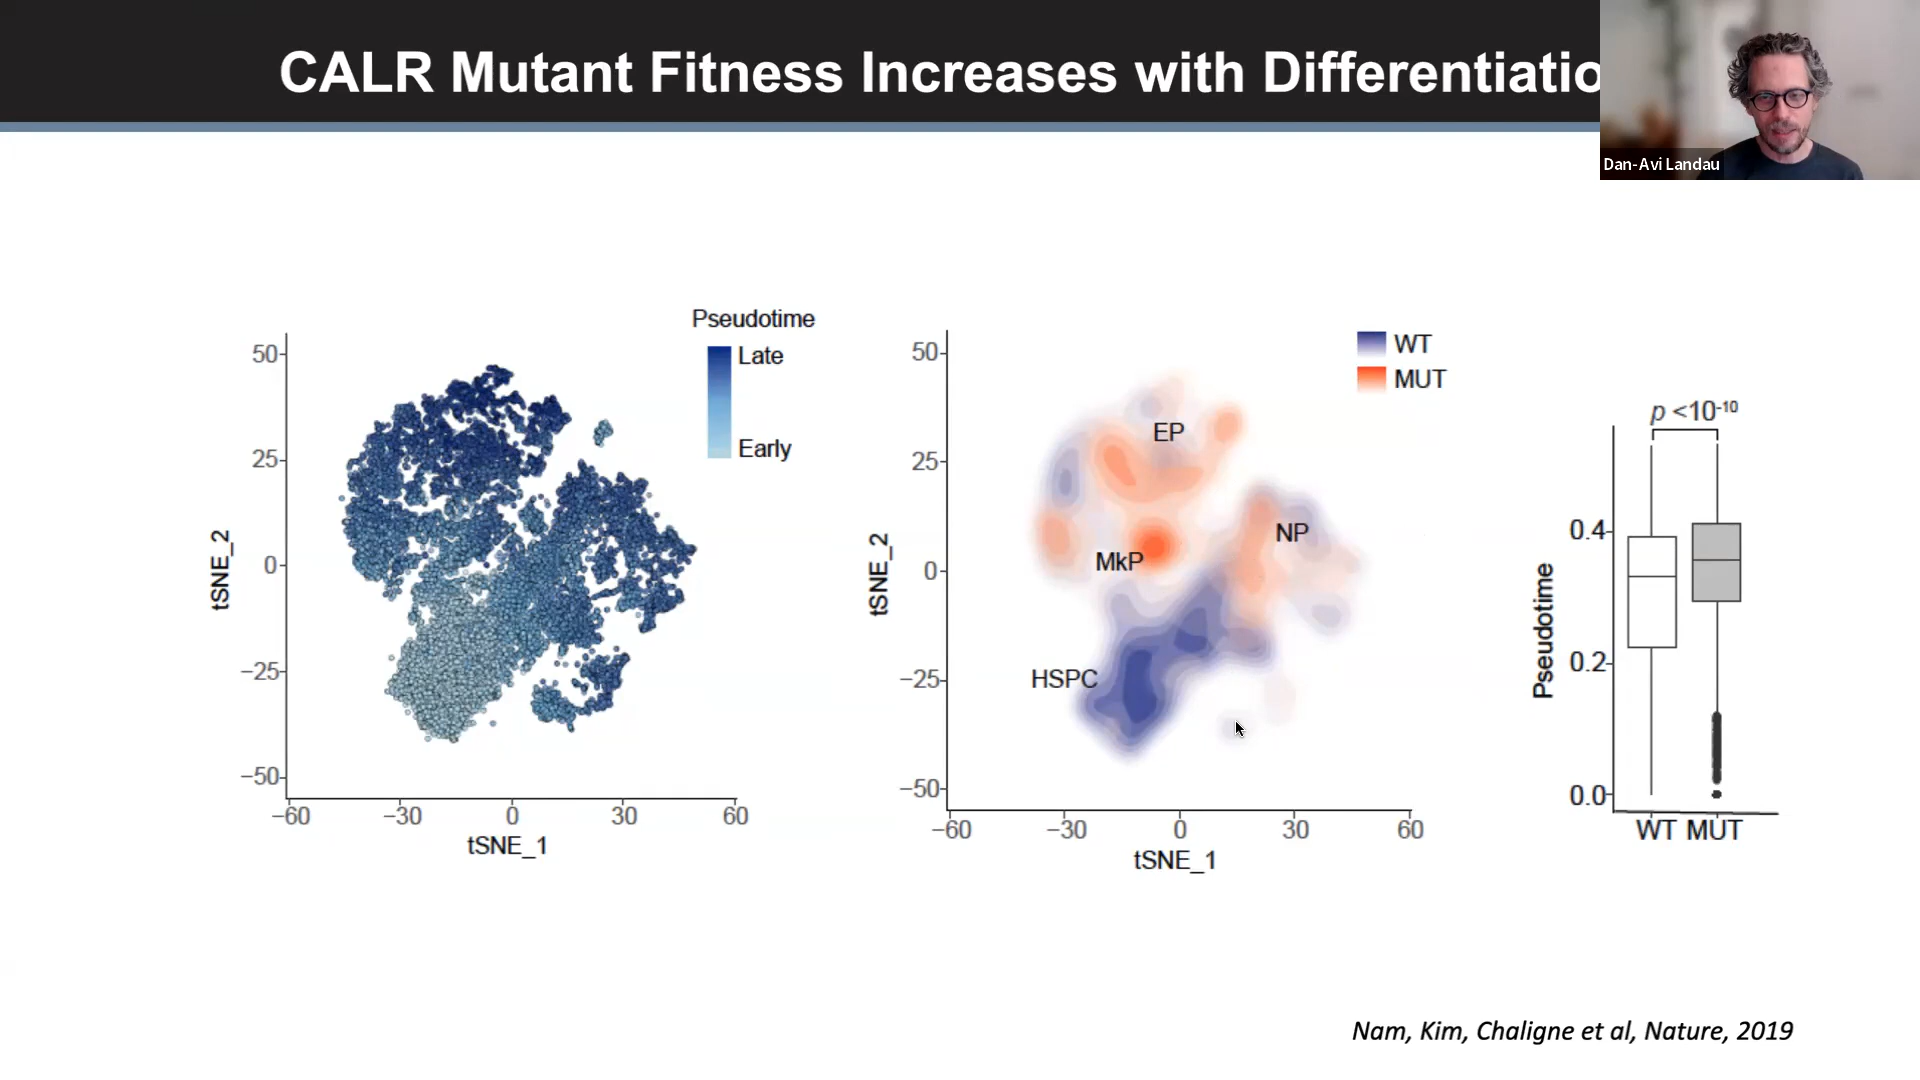 CALR Mutant Fitness Increases with Differentiatio
Dan-Avi Landau
Pseudotime
Late
Early
50
25
0
−25
−50
tSNE_2
−60
−30
0
30
60
tSNE_1
WT
MUT
50
25
0
−25
−50
tSNE_2
EP
NP
MkP
HSPC
−60
−30
0
30
60
tSNE_1
p <10-10
0.4
0.2
0.0
Pseudotime
WT MUT
Nam, Kim, Chaligne et al, Nature, 2019